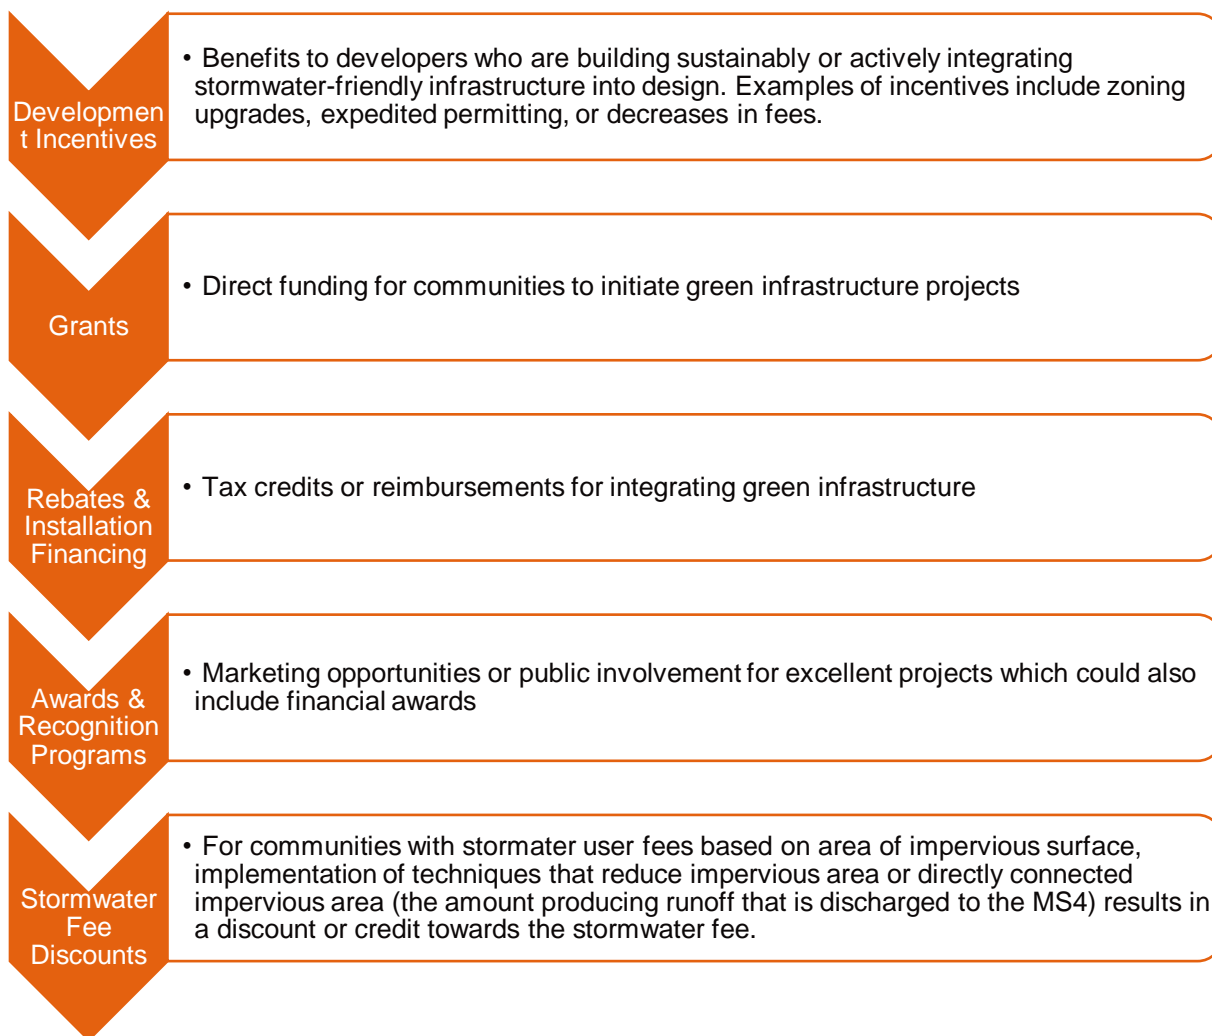 Developmen
t Incentives
• Benefits to developers who are building sustainably or actively integrating
stormwater-friendly infrastructure into design. Examples of incentives include zoning
upgrades, expedited permitting, or decreases in fees.
Grants
• Direct funding for communities to initiate green infrastructure projects
Rebates &
Installation
Financing
• Tax credits or reimbursements for integrating green infrastructure
Awards &
Recognition
Programs
• Marketing opportunities or public involvement for excellent projects which could also
include financial awards
Stormwater
Fee
Discounts
• For communities with stormater user fees based on area of impervious surface,
implementation of techniques that reduce impervious area or directly connected
impervious area (the amount producing runoff that is discharged to the MS4) results in
a discount or credit towards the stormwater fee.